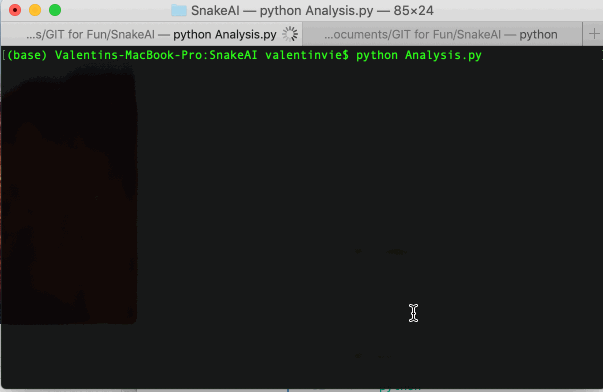 SnakeAI — python Analysis.py — 85×24
...s/GIT for Fun/SnakeAI — python Analysis.py
...ocuments/GIT for Fun/SnakeAI — python
[(base) Valentins-MacBook-Pro:SnakeAI valentinvie$ python Analysis.py